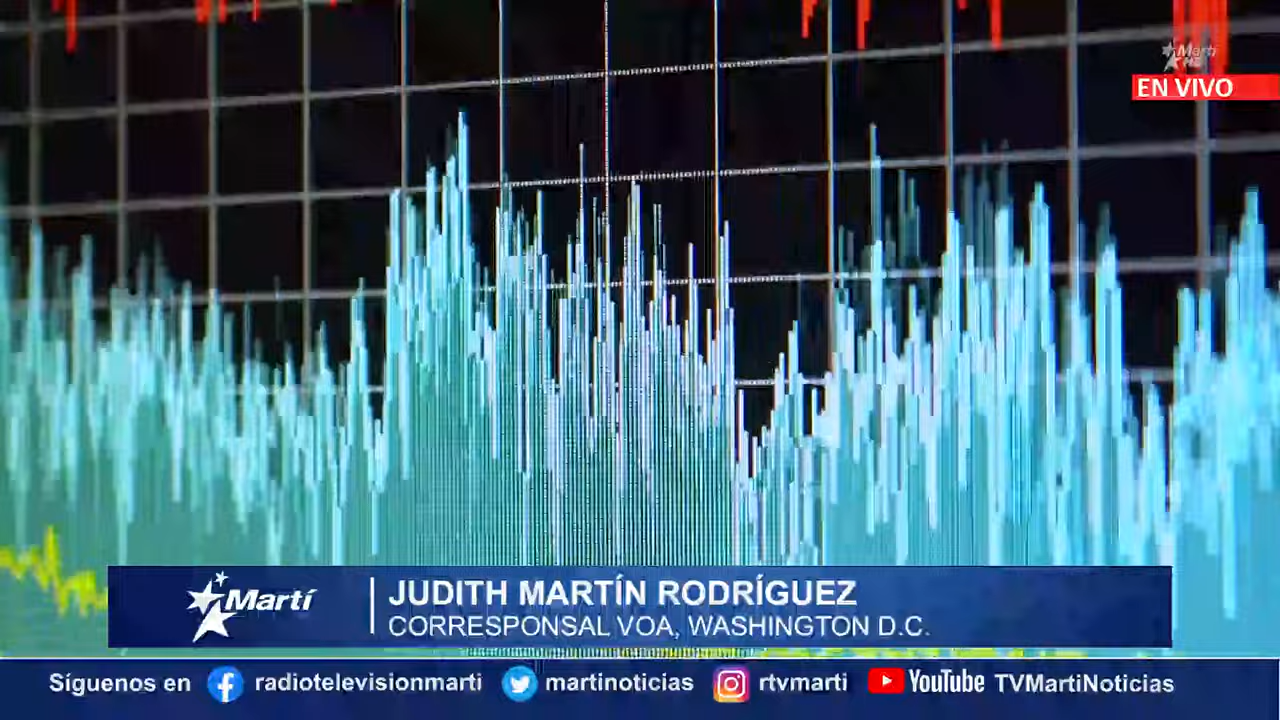 Martí
EN VIVO
Martí
JUDITH MARTÍN RODRÍGUEZ
CORRESPONSAL VOA, WASHINGTON D.C.
Síguenos en radiotelevisionmarti martinoticias rtvmarti YouTube TVMartiNoticias